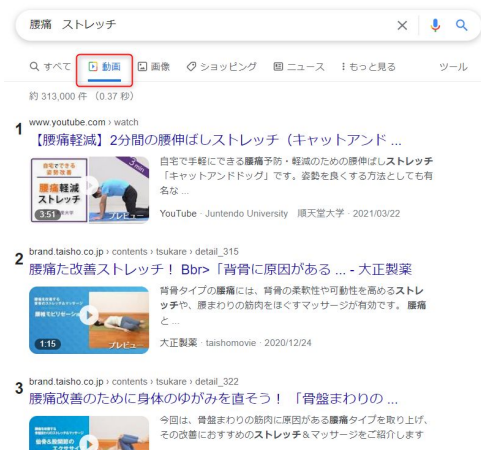 腰痛　ストレッチ
すべて 動画 画像 ショッピング ニュース もっと見る ツール
約 313,000 件 （0.37 秒）
1
www.youtube.com › watch
【腰痛軽減】2分間の腰伸ばしストレッチ（キャットアンド ...
自宅でできる
姿勢改善
腰痛軽減
ストレッチ
3min
3:51
プレビュー
自宅で手軽にできる腰痛予防・軽減のための腰伸ばしストレッチ
「キャットアンドドッグ」です。姿勢を良くする方法としても有
名な ...
YouTube · Juntendo University　順天堂大学 · 2021/03/22
2
brand.taisho.co.jp › contents › tsukare › detail_315
腰痛た改善ストレッチ！ Bbr>「背骨に原因がある ... - 大正製薬
腰椎モビリゼーション
1:15
プレビュー
背骨タイプの腰痛には、背骨の柔軟性や可動性を高めるストレ
ッチや、腰まわりの筋肉をほぐすマッサージが有効です。 腰痛
と ...
大正製薬 · taishomovie · 2020/12/24
3
brand.taisho.co.jp › contents › tsukare › detail_322
腰痛改善のために身体のゆがみを直そう！ 「骨盤まわりの ...
今回は、骨盤まわりの筋肉に原因がある腰痛タイプを取り上げ、
その改善におすすめのストレッチ＆マッサージをご紹介します